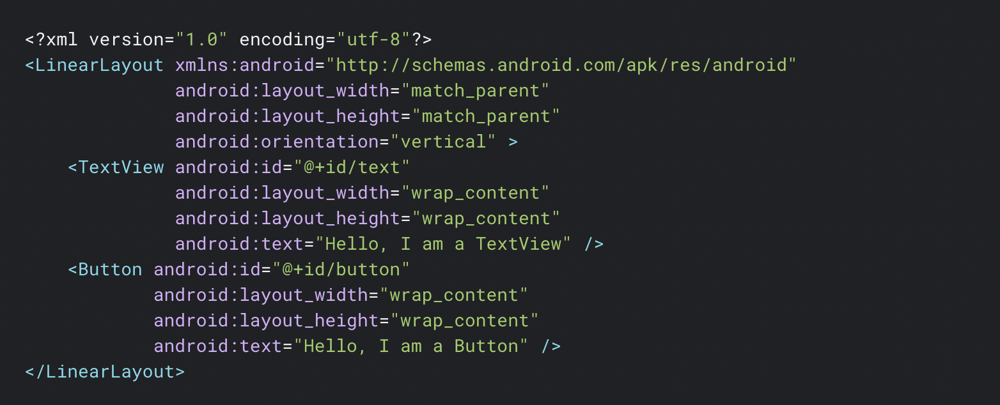 <?xml version="1.0" encoding="utf-8"?>
<LinearLayout xmlns:android="http://schemas.android.com/apk/res/android"
              android:layout_width="match_parent"
              android:layout_height="match_parent"
              android:orientation="vertical" >
    <TextView android:id="@+id/text"
              android:layout_width="wrap_content"
              android:layout_height="wrap_content"
              android:text="Hello, I am a TextView" />
    <Button android:id="@+id/button"
            android:layout_width="wrap_content"
            android:layout_height="wrap_content"
            android:text="Hello, I am a Button" />
</LinearLayout>